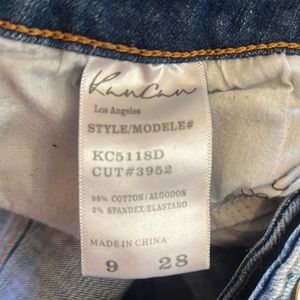 KanCan
Los Angeles
STYLE/MODELE#
KC5118D
CUT#3952
98% COTTON/ALGODON
2% SPANDEX/ELASTANO
MADE IN CHINA
9 28